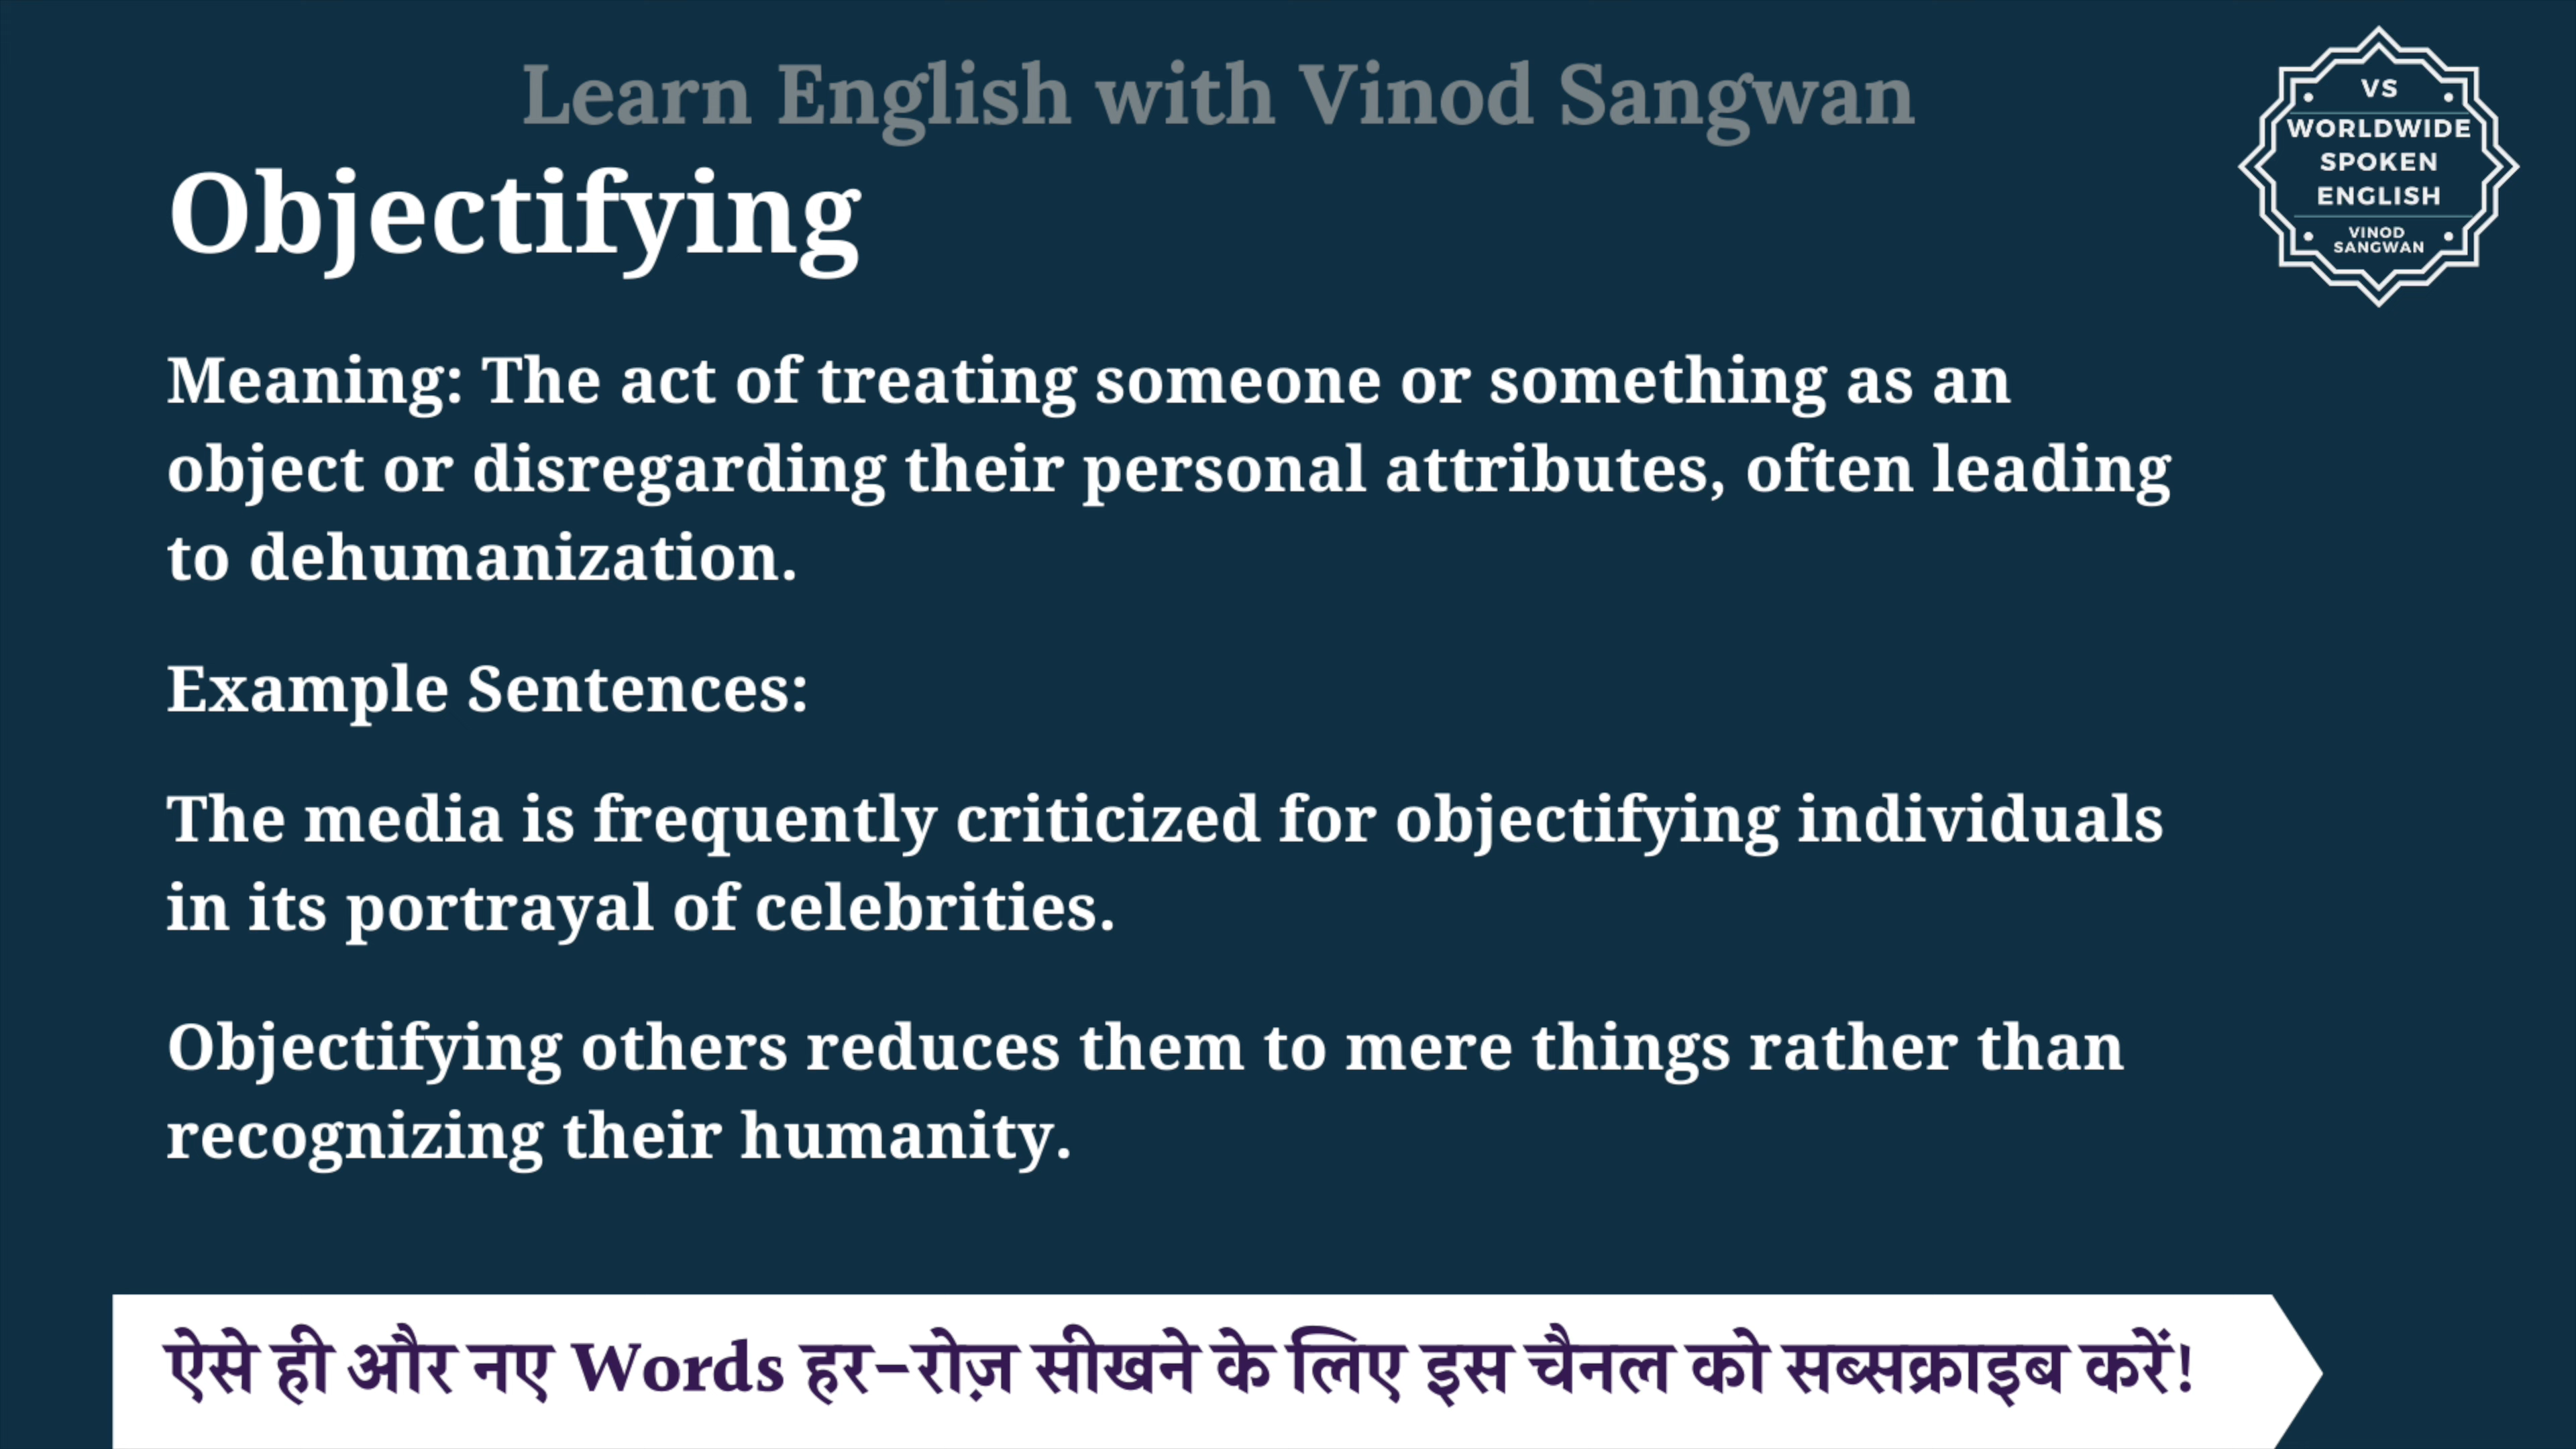 Learn English with Vinod Sangwan
VS
WORLDWIDE
SPOKEN
ENGLISH
VINOD
SANGWAN
Objectifying
Meaning: The act of treating someone or something as an
object or disregarding their personal attributes, often leading
to dehumanization.
Example Sentences:
The media is frequently criticized for objectifying individuals
in its portrayal of celebrities.
Objectifying others reduces them to mere things rather than
recognizing their humanity.
ऐसे ही और नए Words हर-रोज़ सीखने के लिए इस चैनल को सब्सक्राइब करें!